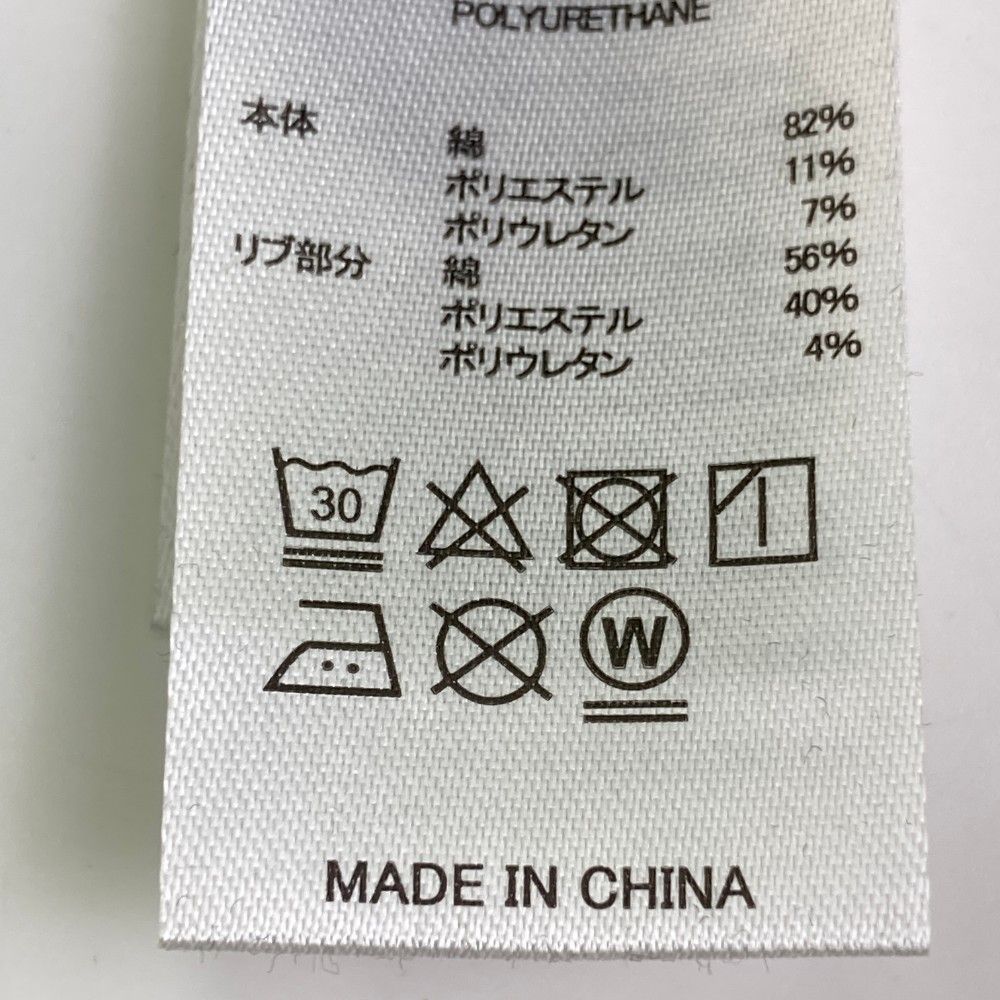 POLYURETHANE
本体 綿 82%
ポリエステル 11%
ポリウレタン 7%
リブ部分 綿 56%
ポリエステル 40%
ポリウレタン 4%
30
W
MADE IN CHINA